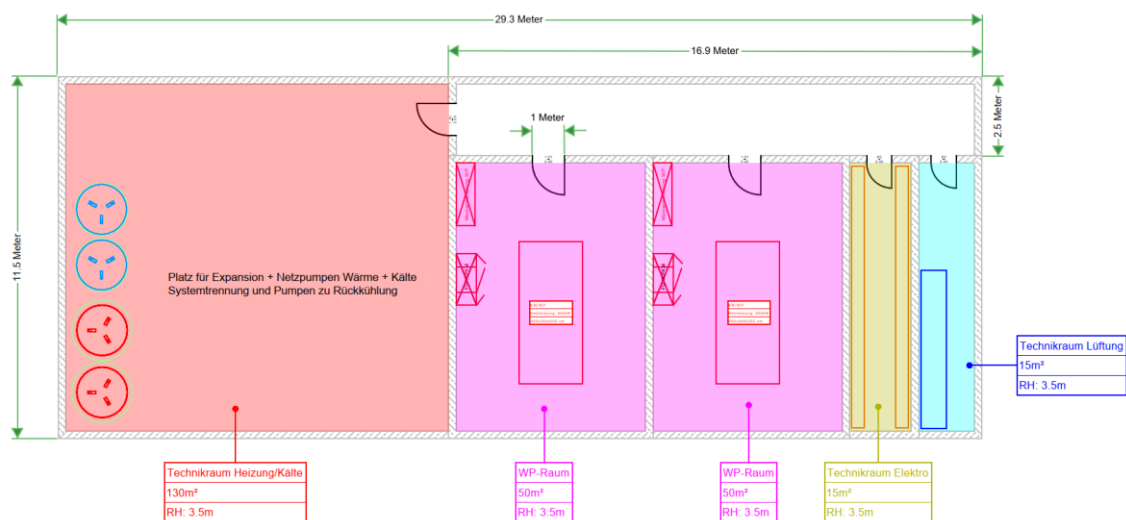 29.3 Meter
16.9 Meter
11.5 Meter
1 Meter
2.5 Meter
Platz für Expansion + Netzpumpen Wärme + Kälte
Systemtrennung und Pumpen zu Rückkühlung
Technikraum Lüftung
15m²
RH: 3.5m
Technikraum Heizung/Kälte
130m²
RH: 3.5m
WP-Raum
50m²
RH: 3.5m
WP-Raum
50m²
RH: 3.5m
Technikraum Elektro
15m²
RH: 3.5m